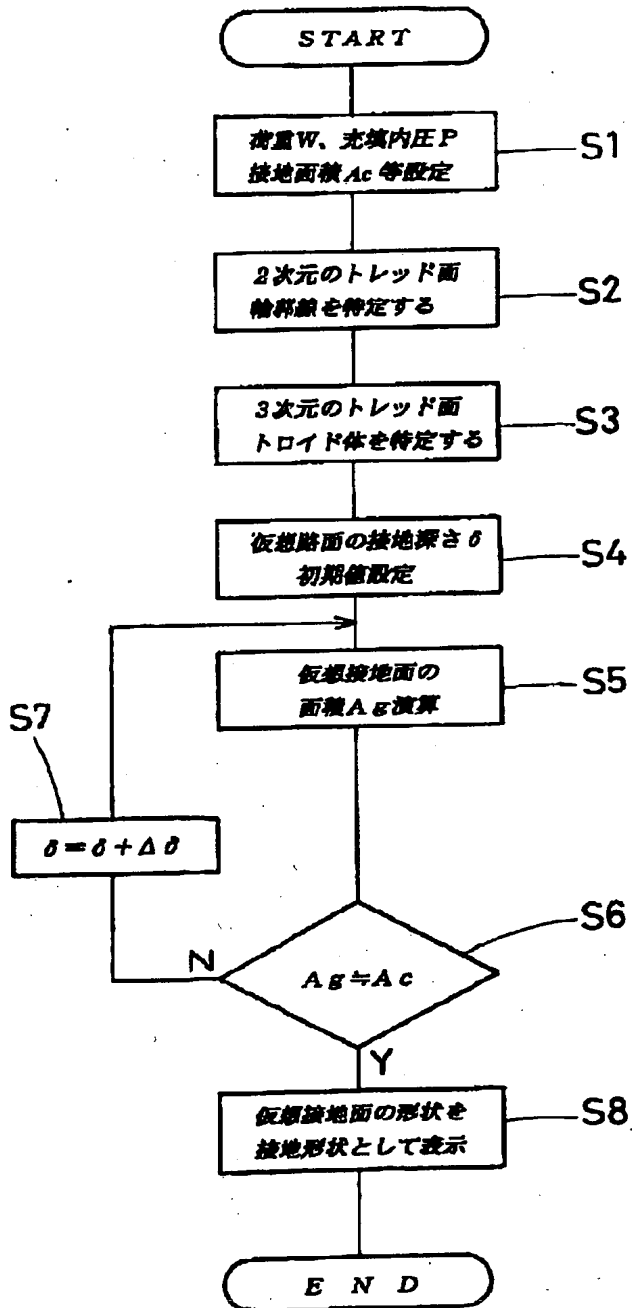 START
荷重W、充填内圧P
接地面積Ac等設定
S1
2次元のトレッド面
輪郭線を特定する
S2
3次元のトレッド面
トロイド体を特定する
S3
仮想路面の接地深さδ
初期値設定
S4
仮想接地面の
面積Ag演算
S5
S7
δ=δ+Δδ
S6
N
Ag≒Ac
Y
仮想接地面の形状を
接地形状として表示
S8
END